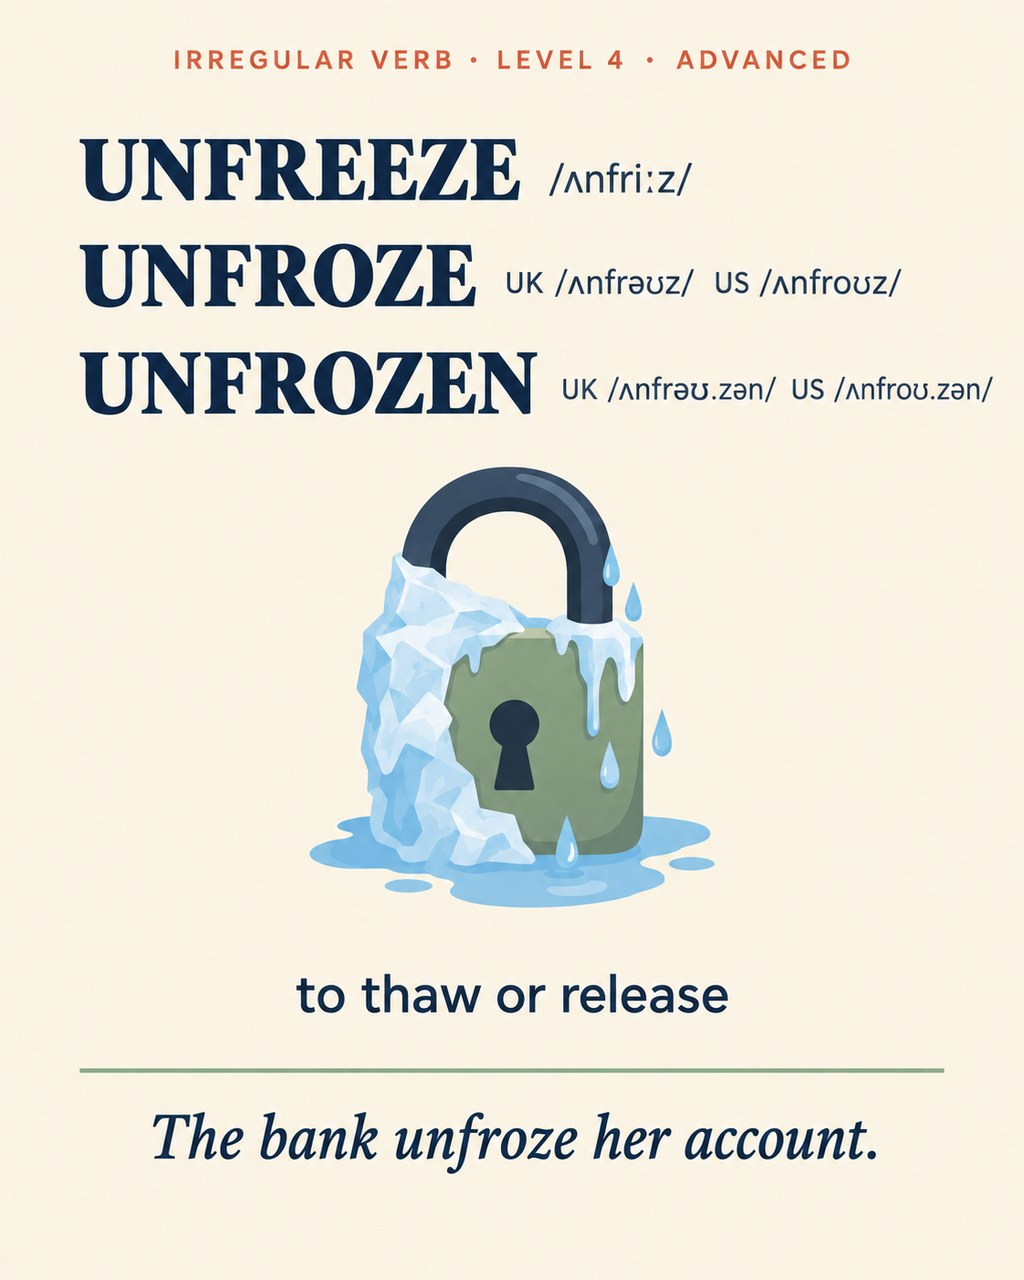 IRREGULAR VERB · LEVEL 4 · ADVANCED
UNFREEZE /ʌnfriːz/
UNFROZE UK /ʌnfrəʊz/ US /ʌnfroʊz/
UNFROZEN UK /ʌnfrəʊ.zən/ US /ʌnfroʊ.zən/
to thaw or release
The bank unfroze her account.